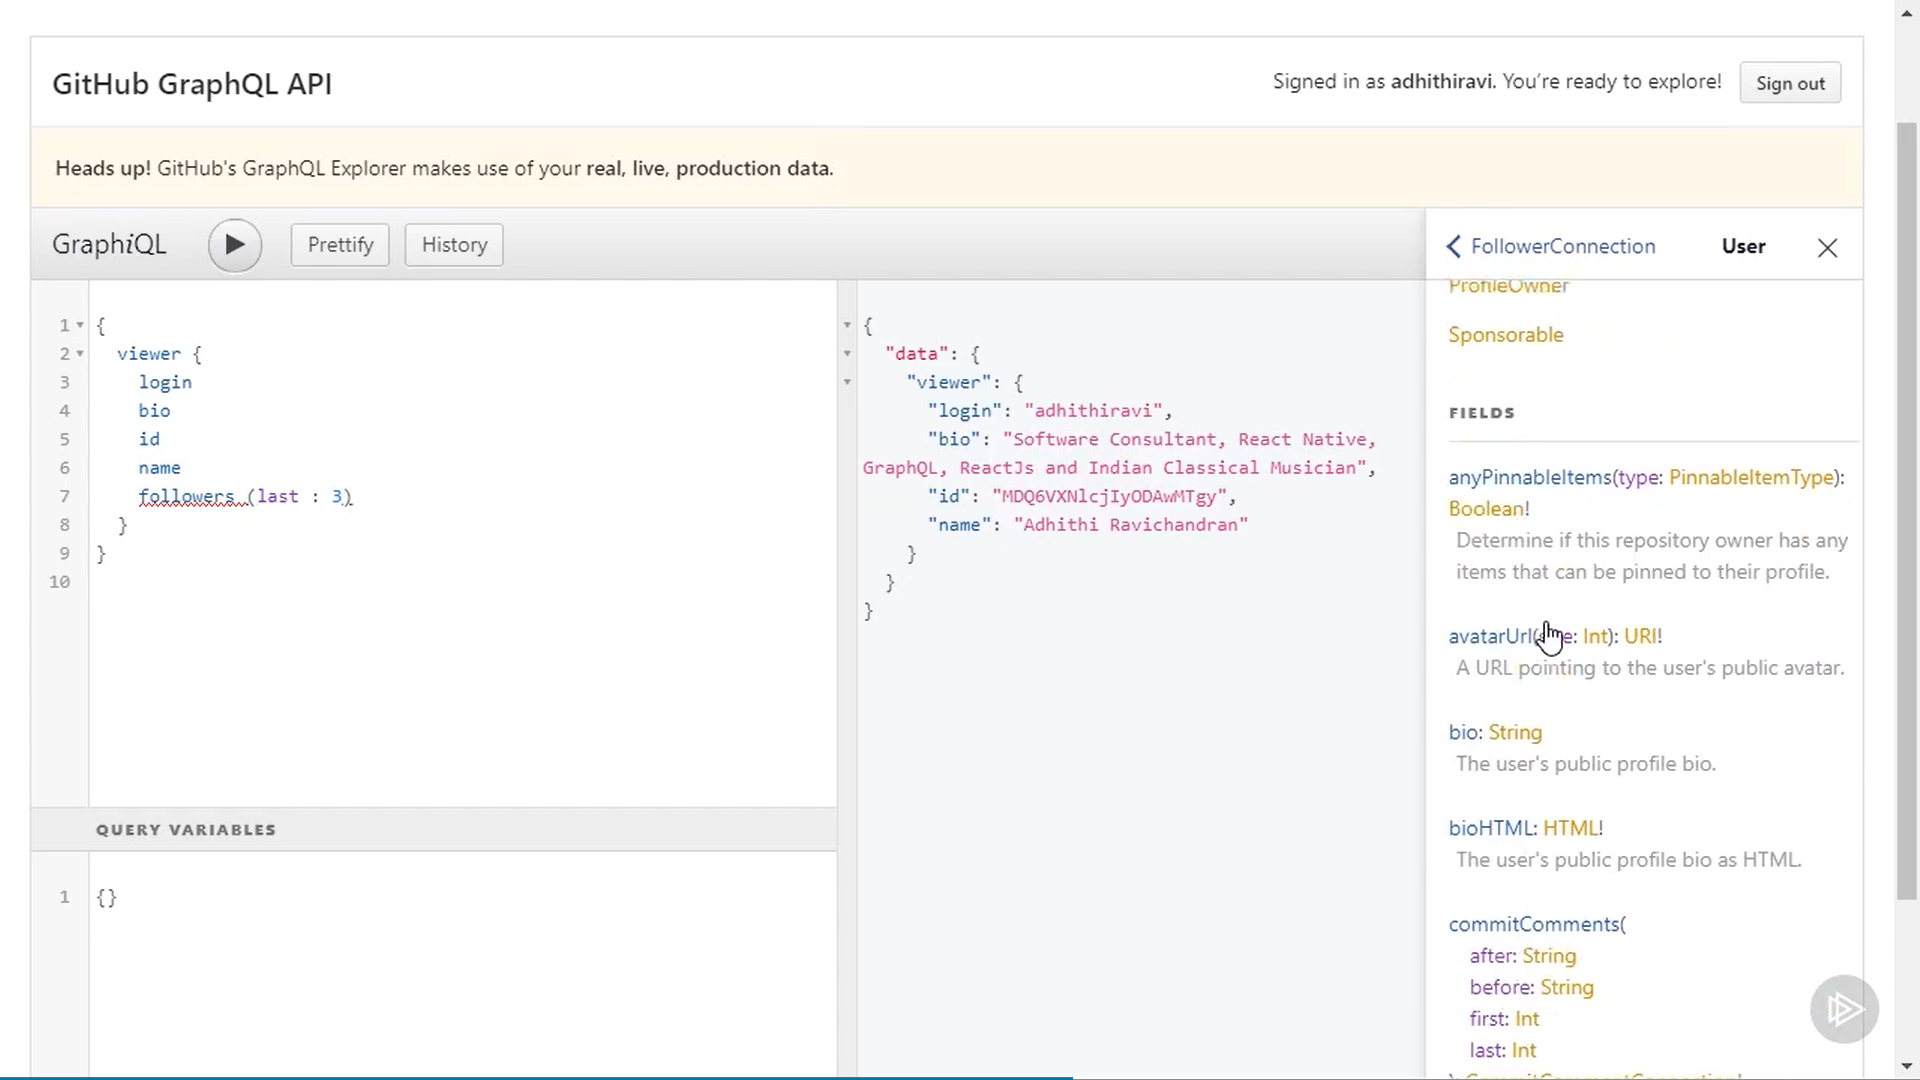 GitHub GraphQL API
Signed in as adhithiravi. You're ready to explore!
Sign out
Heads up! GitHub's GraphQL Explorer makes use of your real, live, production data.
GraphiQL
Prettify
History
FollowerConnection
User
1 {
2 viewer {
3 login
4 bio
5 id
6 name
7 followers (last : 3)
8 }
9 }
10
{
"data": {
"viewer": {
"login": "adhithiravi",
"bio": "Software Consultant, React Native,
GraphQL, ReactJs and Indian Classical Musician",
"id": "MDQ6VXNlcjIyODAwMTgy",
"name": "Adhithi Ravichandran"
}
}
}
QUERY VARIABLES
1 {}
ProfileOwner
Sponsorable
FIELDS
anyPinnableItems(type: PinnableItemType):
Boolean!
Determine if this repository owner has any
items that can be pinned to their profile.
avatarUrl( Int): URI!
A URL pointing to the user's public avatar.
bio: String
The user's public profile bio.
bioHTML: HTML!
The user's public profile bio as HTML.
commitComments(
after: String
before: String
first: Int
last: Int